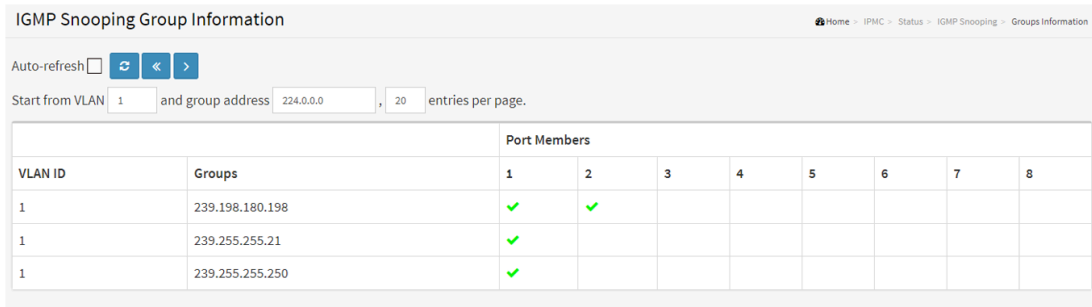 IGMP Snooping Group Information
Home > IPMC > Status > IGMP Snooping > Groups Information
Auto-refresh
Start from VLAN 1 and group address 224.0.0.0 , 20 entries per page.
Port Members
VLAN ID Groups 1 2 3 4 5 6 7 8
1 239.198.180.198 ✔ ✔
1 239.255.255.21 ✔
1 239.255.255.250 ✔